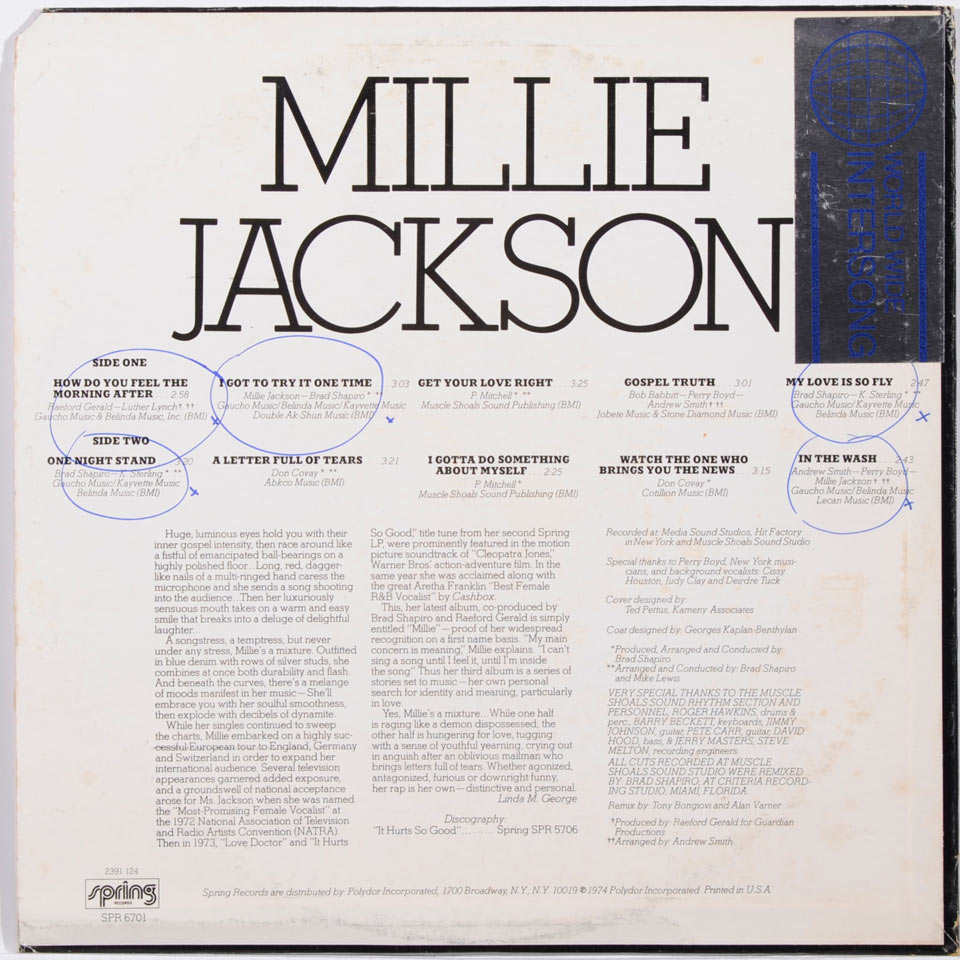 MILLIE
JACKSON
WORLD WIDE
INTERSONG
SIDE ONE
HOW DO YOU FEEL THE
MORNING AFTER . . 2:58
Raeford Gerald – Luther Lynch† ††
Gaucho Music & Belinda Music, Inc. (BMI)
I GOT TO TRY IT ONE TIME . . . 3:03
Millie Jackson – Brad Shapiro* **
Gaucho Music/Belinda Music/Kayvette Music
Double Ak-Shun Music (BMI)
GET YOUR LOVE RIGHT . . . 3:25
P. Mitchell* **
Muscle Shoals Sound Publishing (BMI)
GOSPEL TRUTH . . . 3:01
Bob Babbitt – Perry Boyd –
Andrew Smith† ††
Jobete Music & Stone Diamond Music (BMI)
MY LOVE IS SO FLY . . . 2:47
Brad Shapiro – K. Sterling* **
Gaucho Music/Kayvette Music
Belinda Music (BMI)
SIDE TWO
ONE NIGHT STAND . . . 3:20
Brad Shapiro – K. Sterling* **
Gaucho Music/Kayvette Music
Belinda Music (BMI)
A LETTER FULL OF TEARS . . . 3:21
Don Covay* **
Abkco Music (BMI)
I GOTTA DO SOMETHING
ABOUT MYSELF . . . 2:25
P. Mitchell*
Muscle Shoals Sound Publishing (BMI)
WATCH THE ONE WHO
BRINGS YOU THE NEWS . . . 3:15
Don Covay*
Cotillion Music (BMI)
IN THE WASH . . . 2:43
Andrew Smith – Perry Boyd –
Millie Jackson† ††
Gaucho Music/Belinda Music
Lecan Music (BMI)
Huge, luminous eyes hold you with their
inner gospel intensity, then race around like
a fistful of emancipated ball-bearings on a
highly polished floor...Long, red, dagger-
like nails of a multi-ringed hand caress the
microphone and she sends a song shooting
into the audience...Then her luxuriously
sensuous mouth takes on a warm and easy
smile that breaks into a deluge of delightful
laughter...
A songstress, a temptress, but never
under any stress, Millie's a mixture. Outfitted
in blue denim with rows of silver studs, she
combines at once both durability and flash.
And beneath the curves, there's a melange
of moods manifest in her music – She'll
embrace you with her soulful smoothness,
then explode with decibels of dynamite.
While her singles continued to sweep
the charts, Millie embarked on a highly suc-
cessful European tour to England, Germany
and Switzerland in order to expand her
international audience. Several television
appearances garnered added exposure,
and a groundswell of national acceptance
arose for Ms. Jackson when she was named
the "Most-Promising Female Vocalist" at
the 1972 National Association of Television
and Radio Artists Convention (NATRA).
Then in 1973, "Love Doctor" and "It Hurts
So Good," title tune from her second Spring
LP, were prominently featured in the motion
picture soundtrack of "Cleopatra Jones,"
Warner Bros' action-adventure film. In the
same year she was acclaimed along with
the great Aretha Franklin "Best Female
R&B Vocalist" by Cashbox.
This, her latest album, co-produced by
Brad Shapiro and Raeford Gerald is simply
entitled "Millie" – proof of her widespread
recognition on a first name basis. "My main
concern is meaning," Millie explains. "I can't
sing a song until I feel it, until I'm inside
the song." Thus her third album is a series of
stories set to music – her own personal
search for identity and meaning, particularly
in love.
Yes, Millie's a mixture...While one half
is raging like a demon dispossessed, the
other half is hungering for love, tugging
with a sense of youthful yearning, crying out
in anguish after an oblivious mailman who
brings letters full of tears. Whether agonized,
antagonized, furious or downright funny,
her rap is her own – distinctive and personal.
Linda M. George
Discography:
"It Hurts So Good" . . . . . . . . . Spring SPR 5706
Recorded at: Media Sound Studios, Hit Factory
in New York and Muscle Shoals Sound Studio
Special thanks to Perry Boyd, New York musi-
cians, and background vocalists: Cissy
Houston, Judy Clay and Deirdre Tuck
Cover designed by:
Ted Pettus, Kameny Associates
Coat designed by: Georges Kaplan-Benthylan
*Produced, Arranged and Conducted by:
Brad Shapiro
**Arranged and Conducted by: Brad Shapiro
and Mike Lewis
VERY SPECIAL THANKS TO THE MUSCLE
SHOALS SOUND RHYTHM SECTION AND
PERSONNEL, ROGER HAWKINS, drums &
perc., BARRY BECKETT, keyboards, JIMMY
JOHNSON, guitar, PETE CARR, guitar, DAVID
HOOD, bass, & JERRY MASTERS, STEVE
MELTON, recording engineers.
ALL CUTS RECORDED AT MUSCLE
SHOALS SOUND STUDIO WERE REMIXED
BY: BRAD SHAPIRO, AT CRITERIA RECORD-
ING STUDIO, MIAMI, FLORIDA
Remix by: Tony Bongiovi and Alan Varner
†Produced by: Raeford Gerald for Guardian
Productions
††Arranged by: Andrew Smith
2391 124
spring
RECORDS
SPR 6701
Spring Records are distributed by: Polydor Incorporated, 1700 Broadway, N.Y., N.Y. 10019 ℗ 1974 Polydor Incorporated Printed in U.S.A.